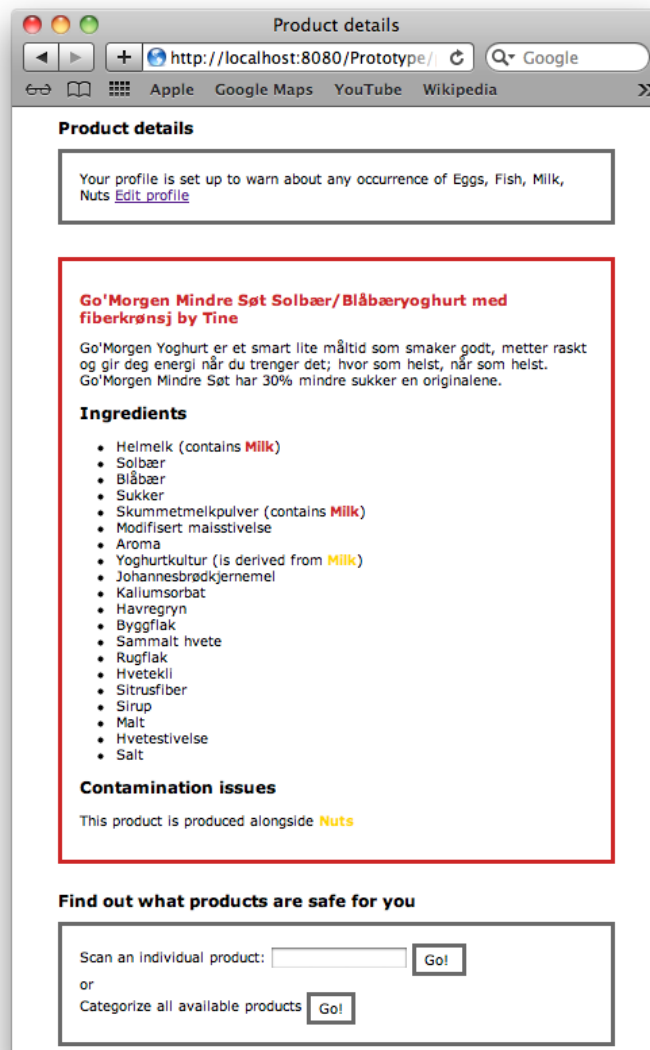 Product details
http://localhost:8080/Prototype/
Google
Apple Google Maps YouTube Wikipedia
Product details
Your profile is set up to warn about any occurrence of Eggs, Fish, Milk,
Nuts Edit profile
Go'Morgen Mindre Søt Solbær/Blåbæryoghurt med
fiberkrønsj by Tine
Go'Morgen Yoghurt er et smart lite måltid som smaker godt, metter raskt
og gir deg energi når du trenger det; hvor som helst, når som helst.
Go'Morgen Mindre Søt har 30% mindre sukker en originalene.
Ingredients
Helmelk (contains Milk)
Solbær
Blåbær
Sukker
Skummetmelkpulver (contains Milk)
Modifisert maisstivelse
Aroma
Yoghurtkultur (is derived from Milk)
Johannesbrødkjernemel
Kaliumsorbat
Havregryn
Byggflak
Sammalt hvete
Rugflak
Hvetekli
Sitrusfiber
Sirup
Malt
Hvetestivelse
Salt
Contamination issues
This product is produced alongside Nuts
Find out what products are safe for you
Scan an individual product: Go!
or
Categorize all available products Go!